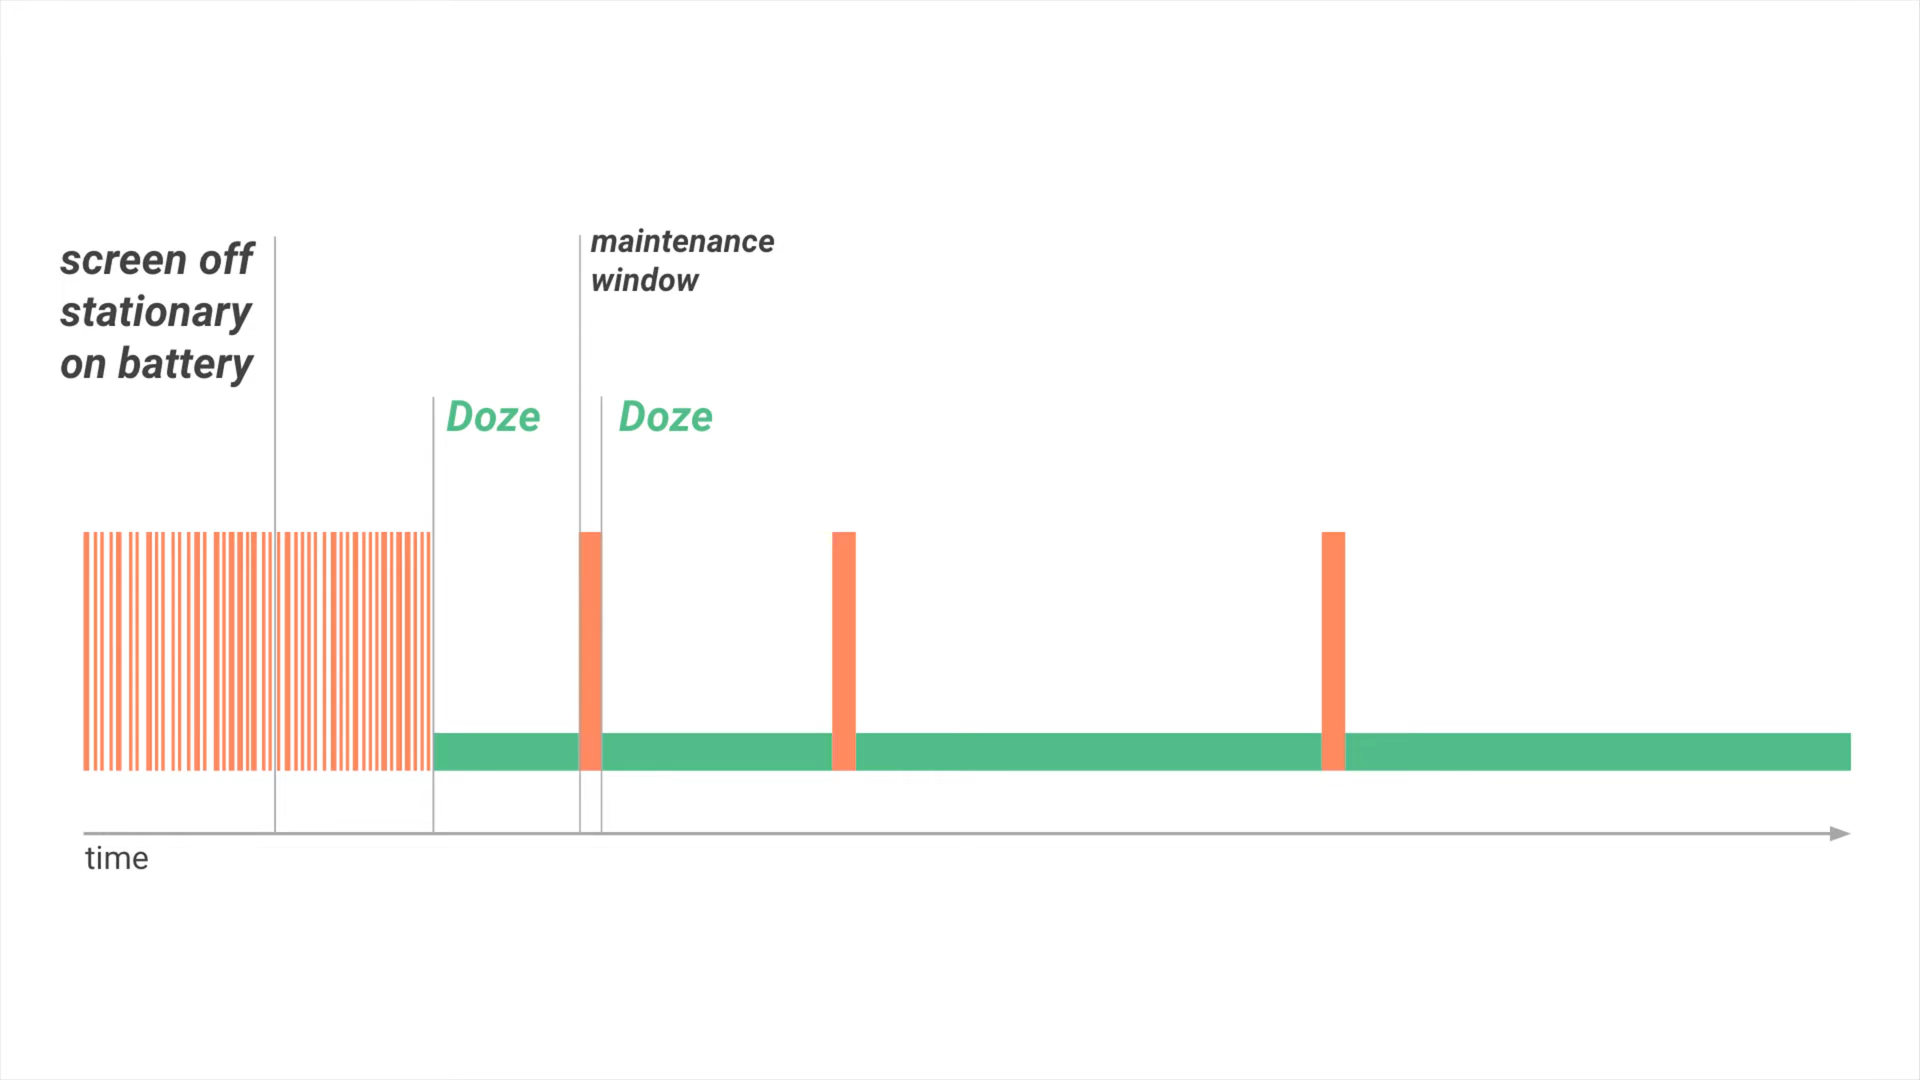 screen off
stationary
on battery
maintenance
window
Doze
Doze
time